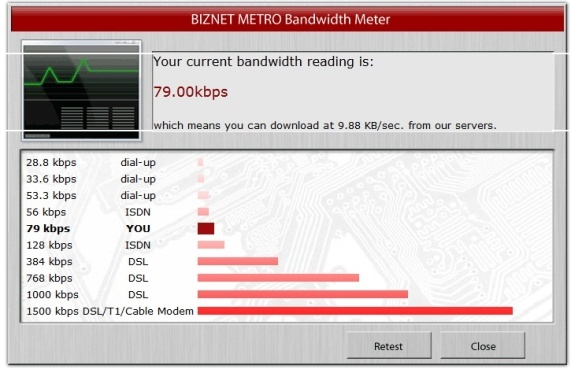 BIZNET METRO Bandwidth Meter
Your current bandwidth reading is:
79.00kbps
which means you can download at 9.88 KB/sec. from our servers.
28.8 kbps dial-up
33.6 kbps dial-up
53.3 kbps dial-up
56 kbps ISDN
79 kbps YOU
128 kbps ISDN
384 kbps DSL
768 kbps DSL
1000 kbps DSL
1500 kbps DSL/T1/Cable Modem
Retest Close